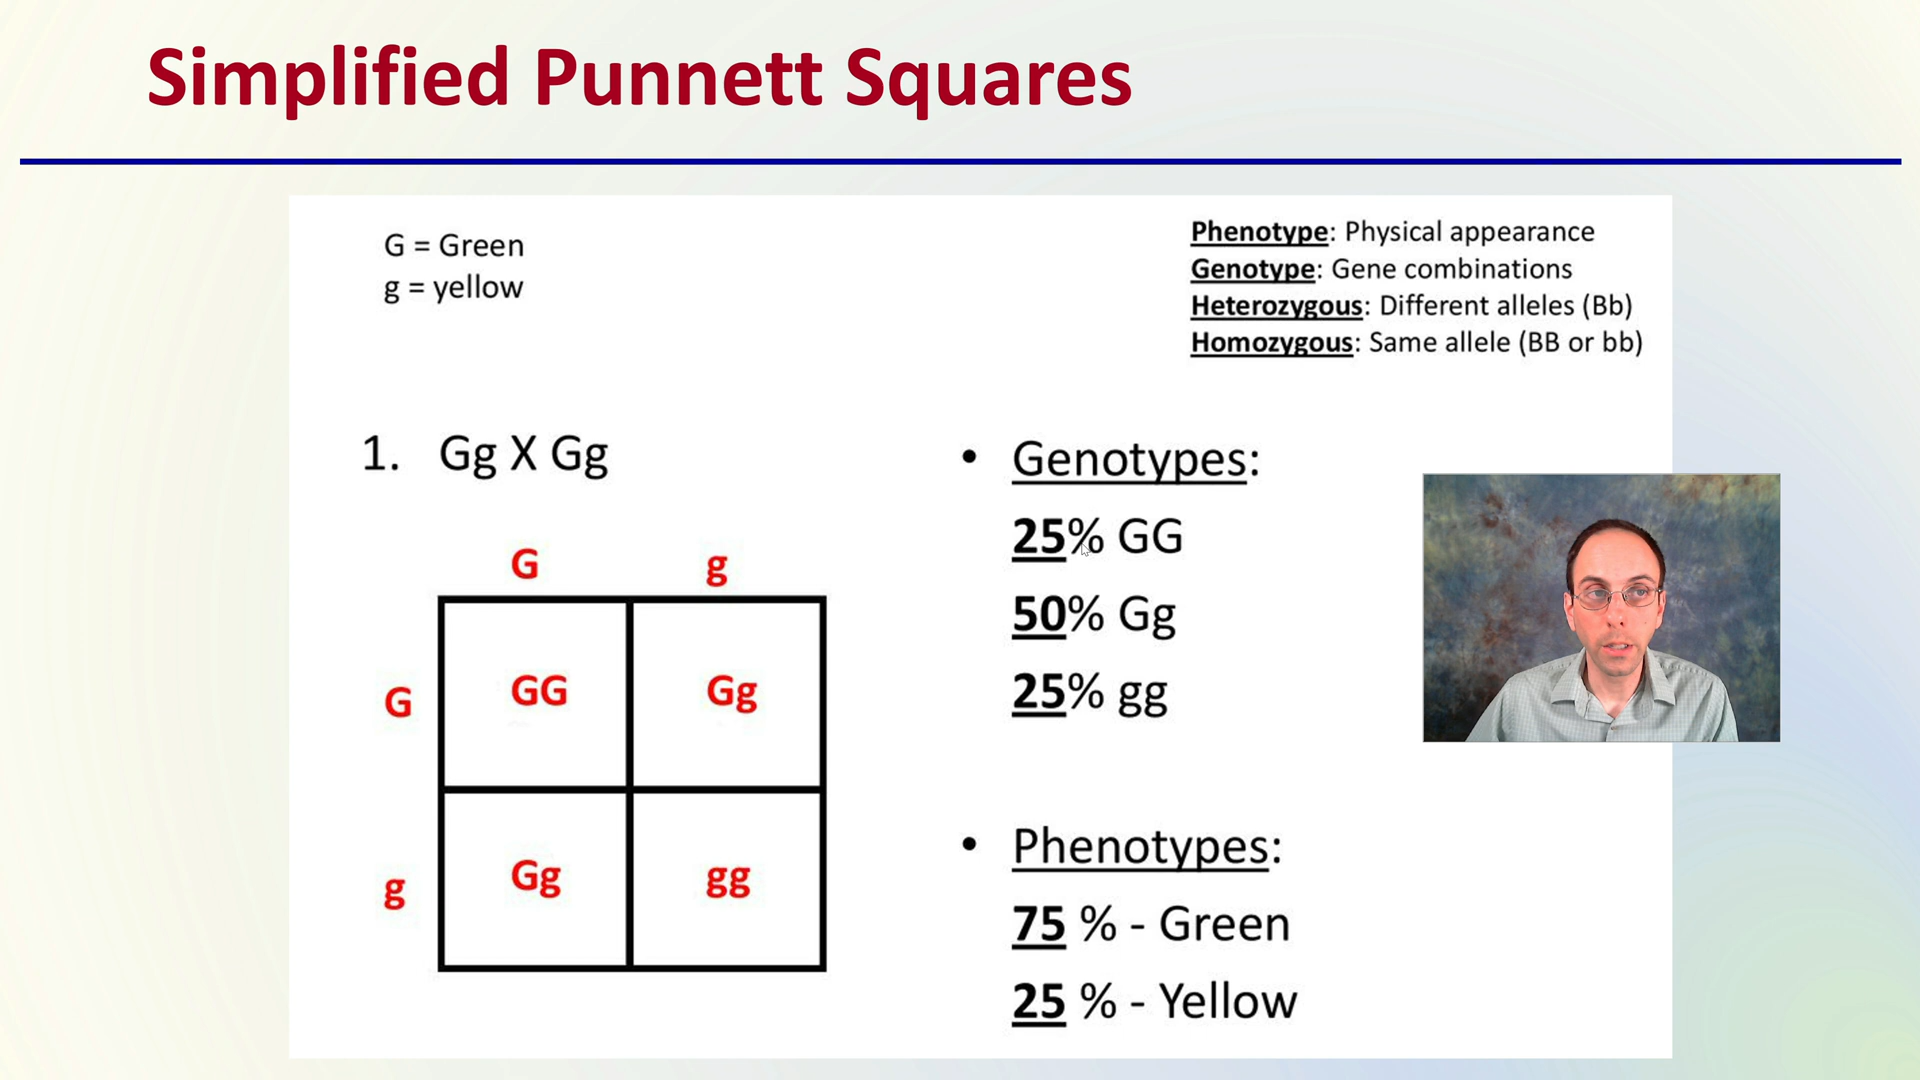 Simplified Punnett Squares
G = Green
g = yellow
Phenotype: Physical appearance
Genotype: Gene combinations
Heterozygous: Different alleles (Bb)
Homozygous: Same allele (BB or bb)
1. Gg X Gg
G g
G GG Gg
g Gg gg
• Genotypes:
25% GG
50% Gg
25% gg
• Phenotypes:
75 % - Green
25 % - Yellow